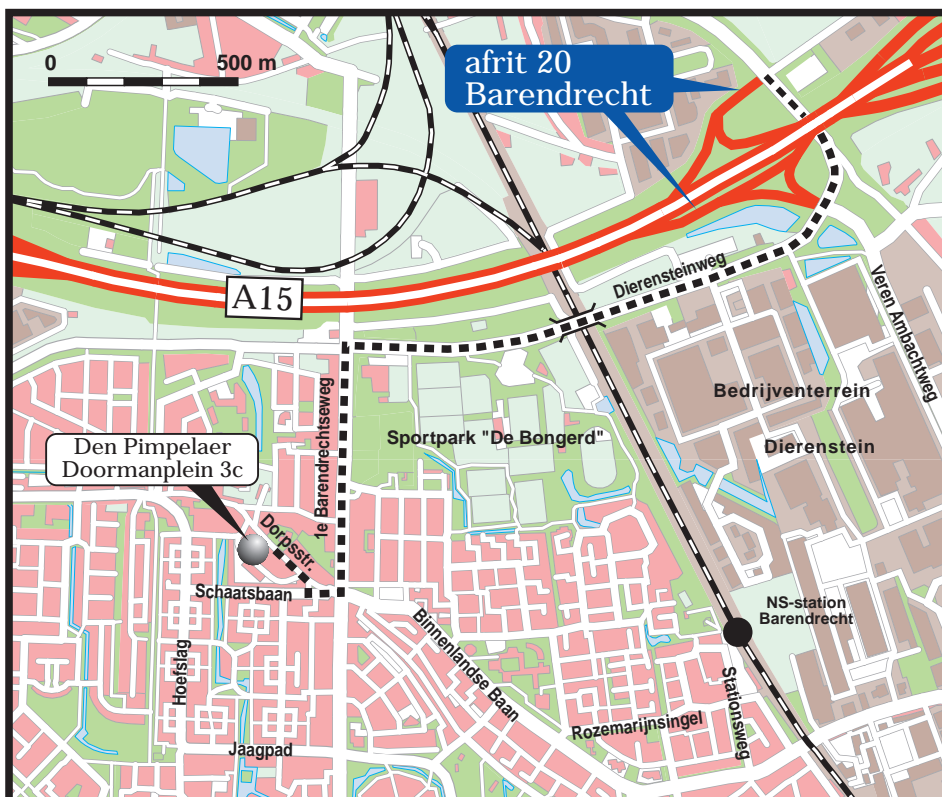 0 500 m
afrit 20
Barendrecht
A15
Dierensteinweg
Veren Ambachtweg
1e Barendrechtseweg
Bedrijventerrein
Dierenstein
Sportpark "De Bongerd"
Den Pimpelaer
Doormanplein 3c
Dorpsstr.
Schaatsbaan
NS-station
Barendrecht
Binnenlandse Baan
Hoefslag
Stationsweg
Rozemarijnsingel
Jaagpad